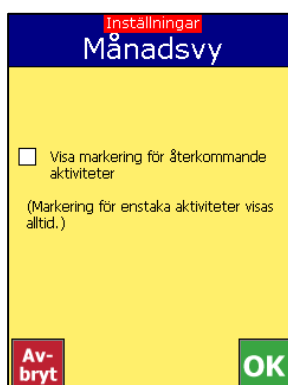 Inställningar
Månadsvy
Visa markering för återkommande
aktiviteter
(Markering för enstaka aktiviteter visas
alltid.)
Av-
bryt
OK